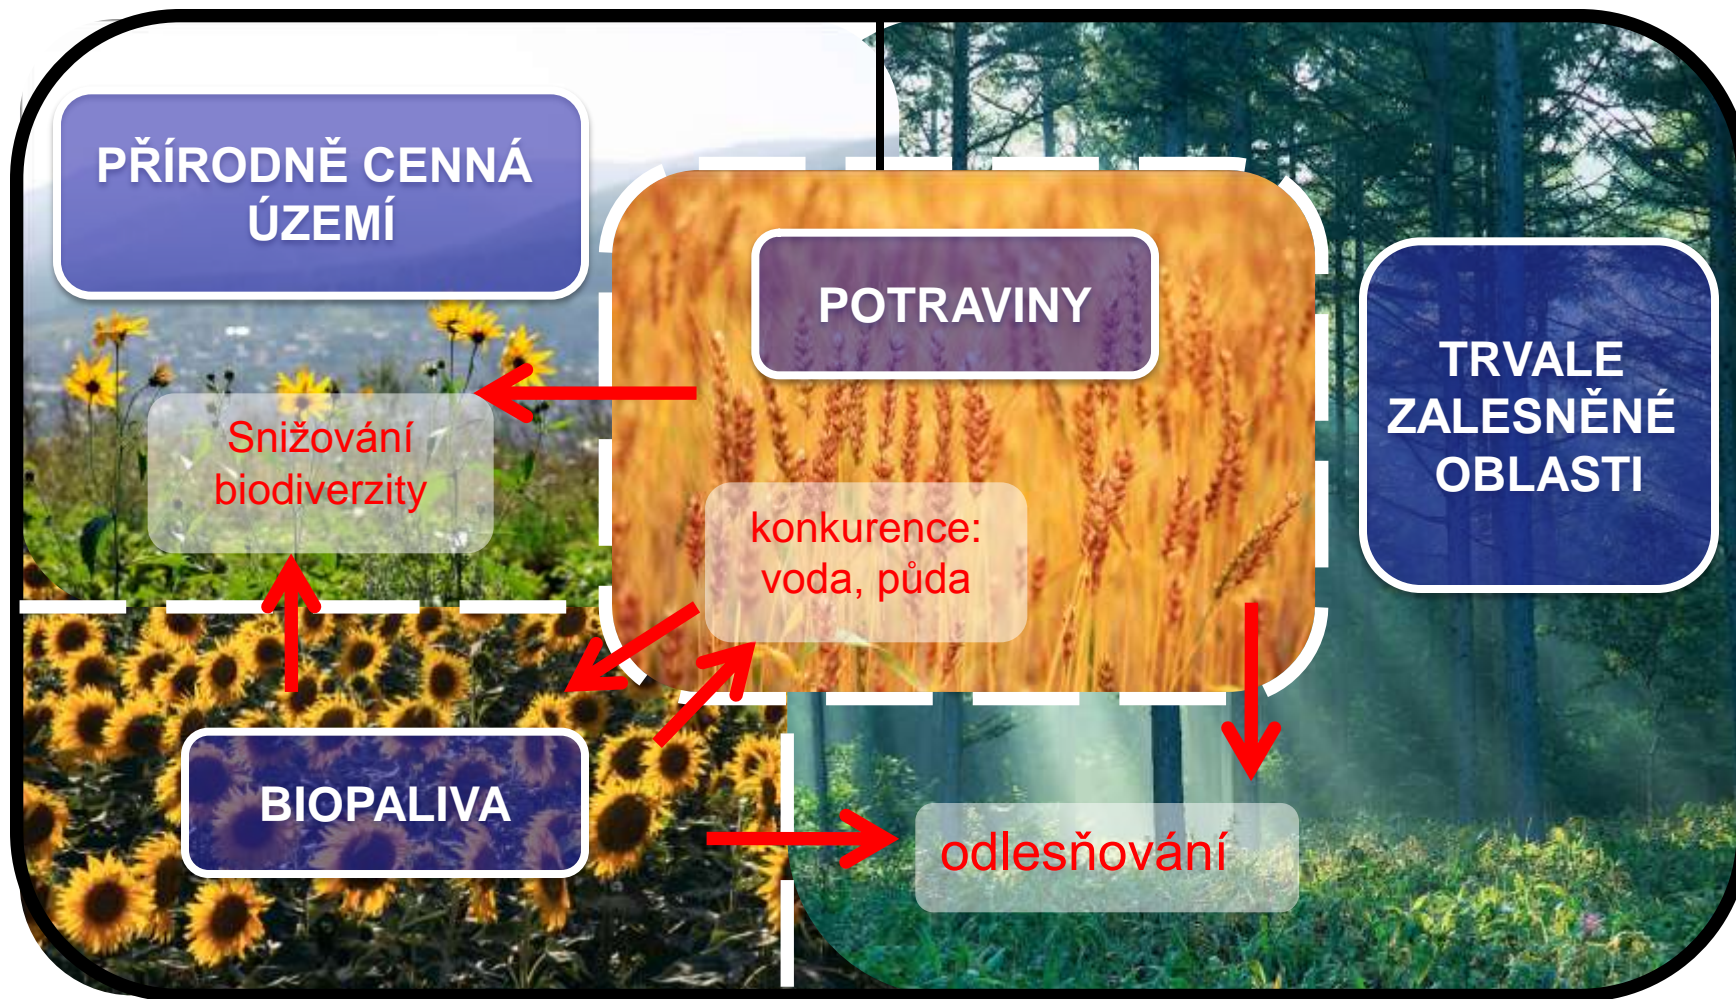 PŘÍRODNĚ CENNÁ
ÚZEMÍ
POTRAVINY
TRVALE
ZALESNĚNÉ
OBLASTI
Snižování
biodiverzity
konkurence:
voda, půda
BIOPALIVA
odlesňování